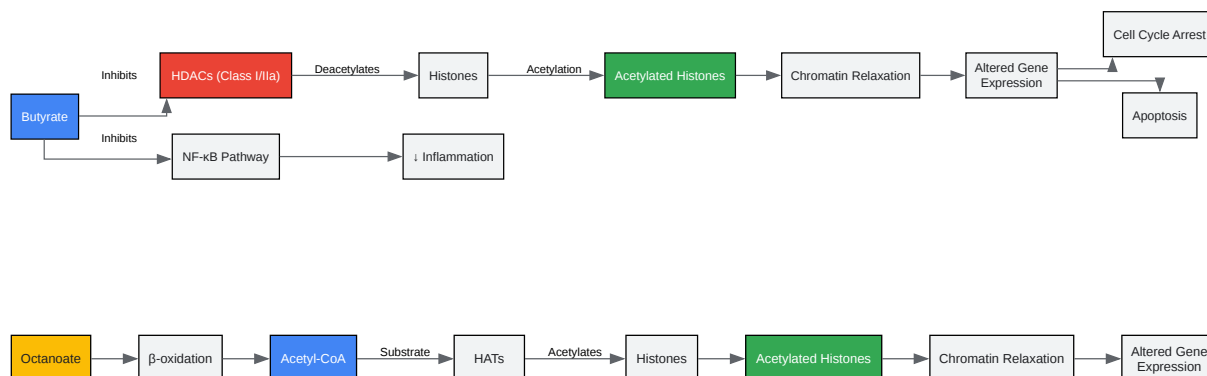 Cell Cycle Arrest
Inhibits
HDACs (Class I/IIa)
Deacetylates
Histones
Acetylation
Acetylated Histones
Chromatin Relaxation
Altered Gene
Expression
Butyrate
Apoptosis
Inhibits
NF-κB Pathway
↓ Inflammation
Octanoate
β-oxidation
Acetyl-CoA
Substrate
HATs
Acetylates
Histones
Acetylated Histones
Chromatin Relaxation
Altered Gene
Expression